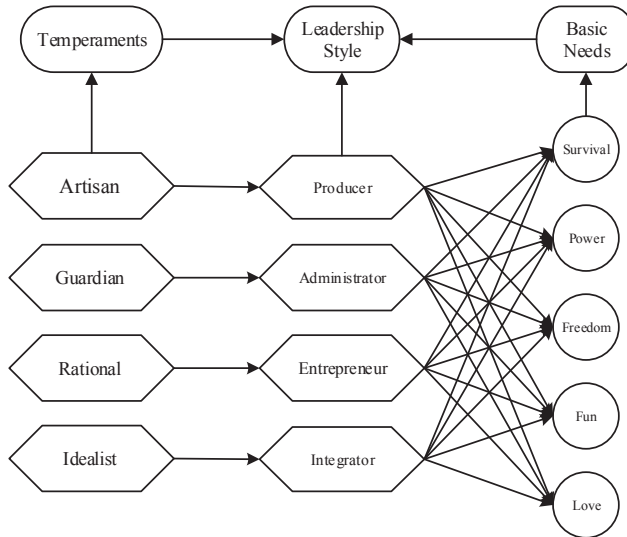 Temperaments
Leadership
Style
Basic
Needs
Artisan
Producer
Survival
Guardian
Administrator
Power
Rational
Entrepreneur
Freedom
Idealist
Integrator
Fun
Love